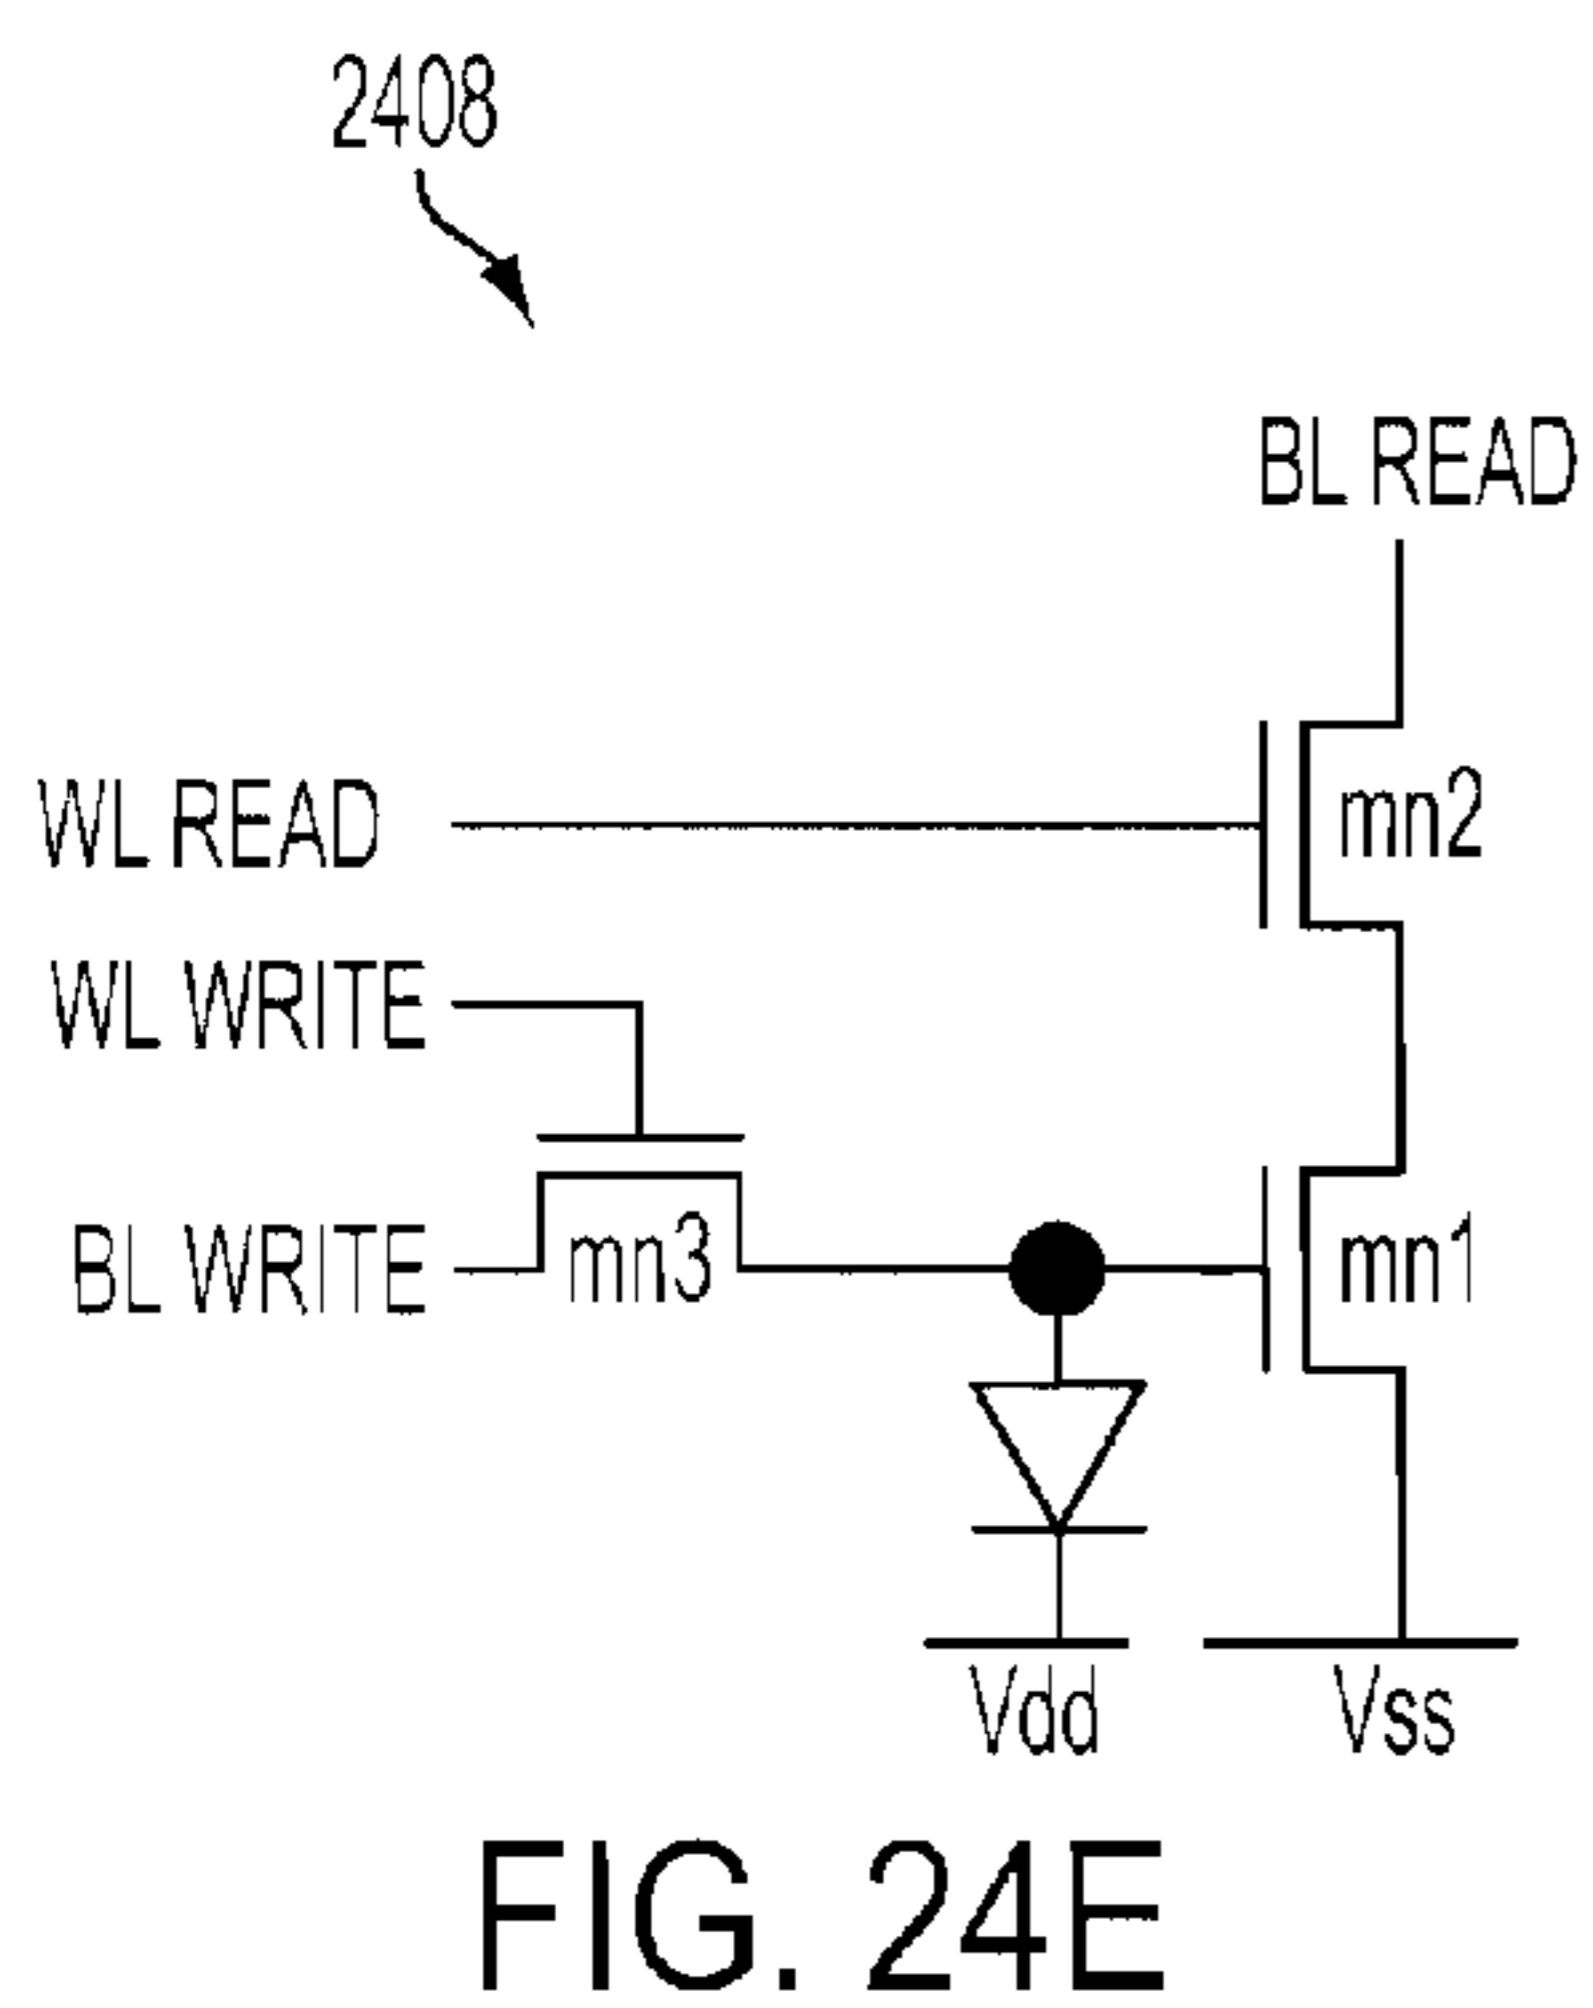 2408
BL READ
WL READ
mn2
WL WRITE
BL WRITE
mn3
mn1
Vdd
Vss
FIG. 24E